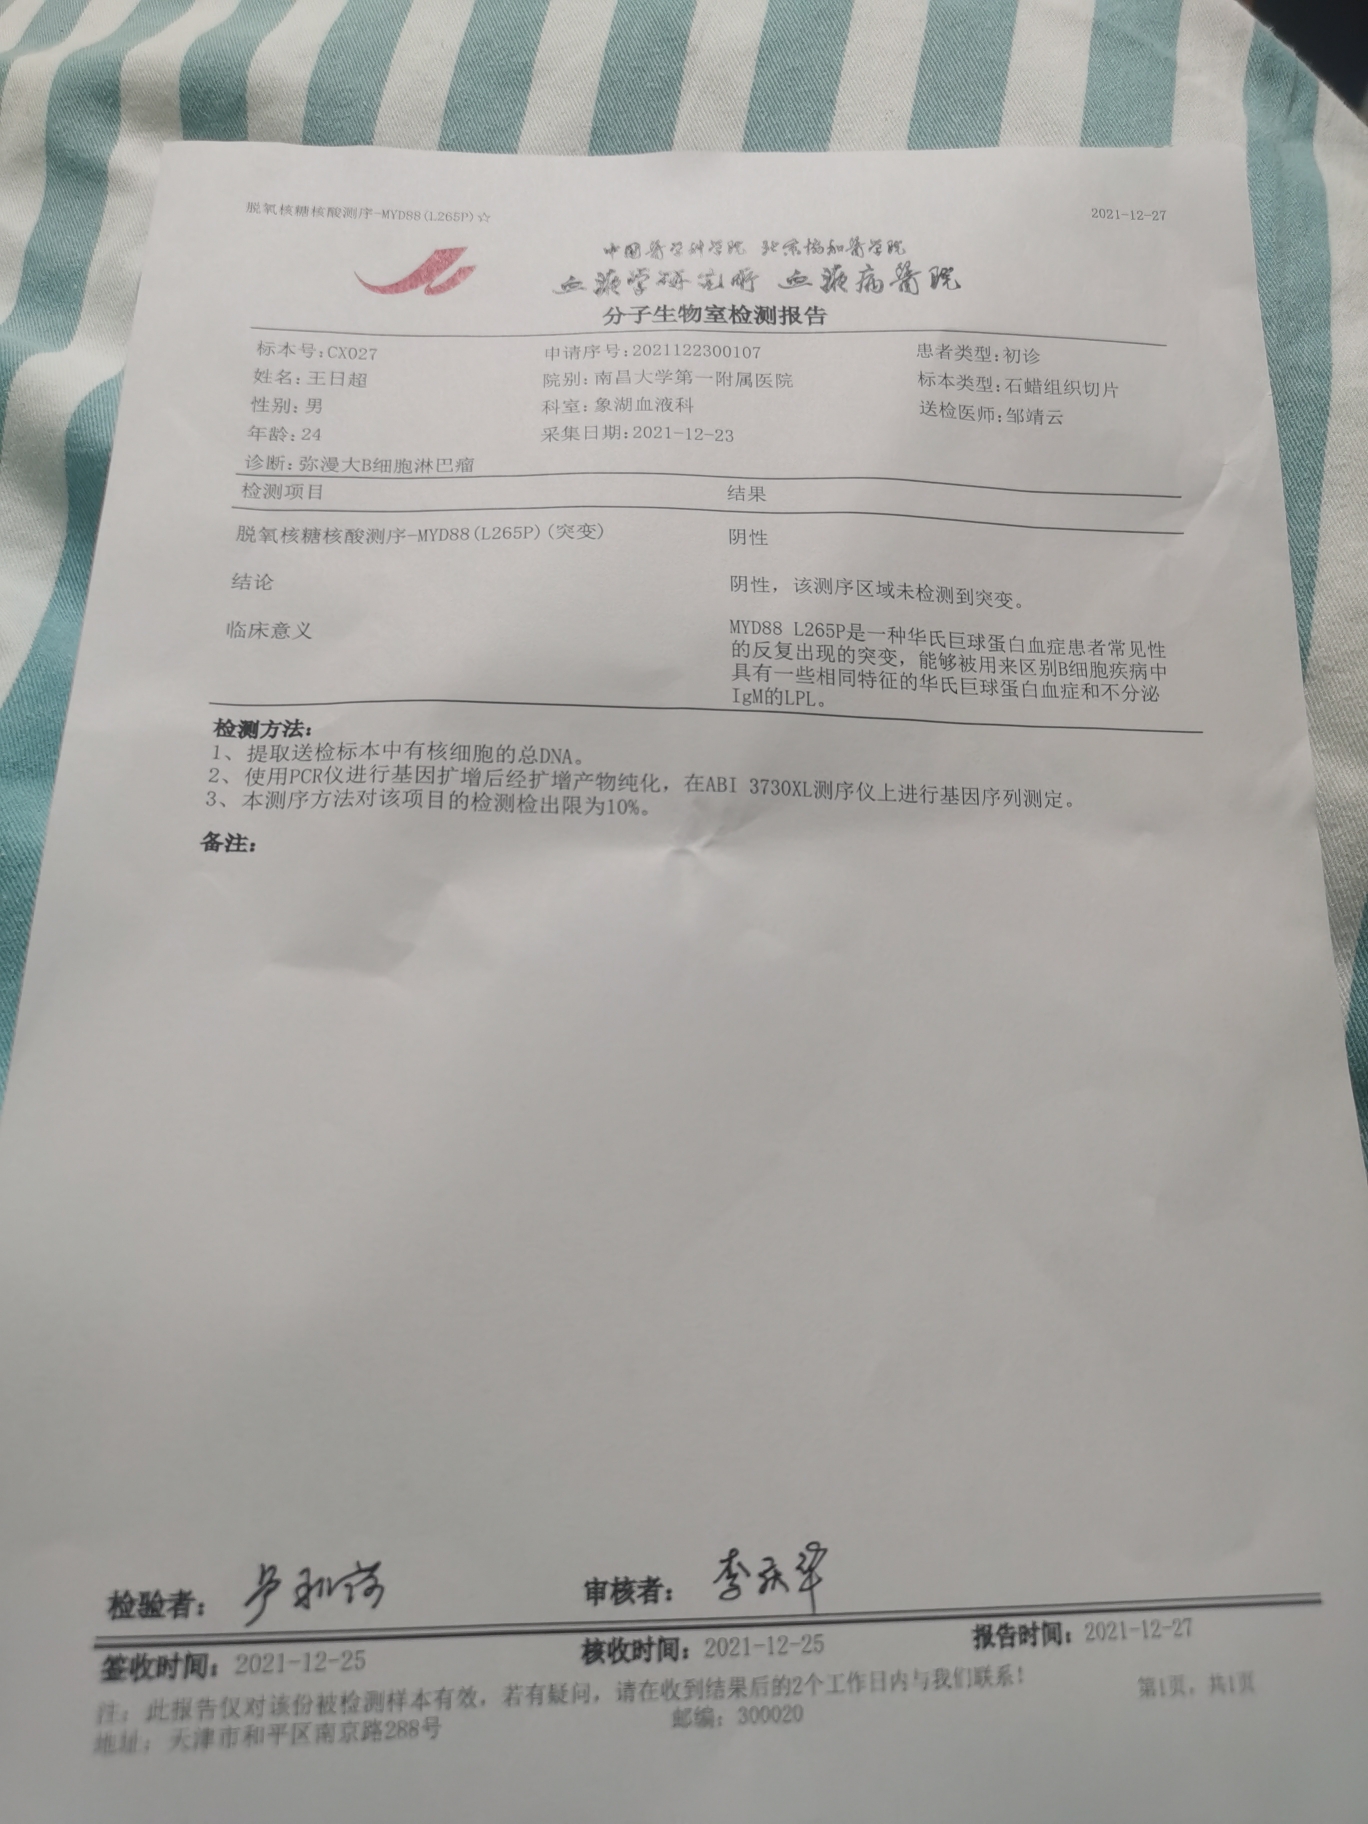 脱氧核糖核酸测序-MYD88(L265P)☆ 2021-12-27
中国医学科学院 北京协和医学院
血液学研究所 血液病医院
分子生物室检测报告
标本号:CX027 申请序号:2021122300107 患者类型:初诊
姓名:王日超 院别:南昌大学第一附属医院 标本类型:石蜡组织切片
性别:男 科室:象湖血液科 送检医师:邹靖云
年龄:24 采集日期:2021-12-23
诊断:弥漫大B细胞淋巴瘤
检测项目 结果
脱氧核糖核酸测序-MYD88(L265P)(突变) 阴性
结论 阴性，该测序区域未检测到突变。
临床意义 MYD88 L265P是一种华氏巨球蛋白血症患者常见性
的反复出现的突变，能够被用来区别B细胞疾病中
具有一些相同特征的华氏巨球蛋白血症和不分泌
IgM的LPL。
检测方法:
1、提取送检标本中有核细胞的总DNA。
2、使用PCR仪进行基因扩增后经扩增产物纯化，在ABI 3730XL测序仪上进行基因序列测定。
3、本测序方法对该项目的检测检出限为10%。
备注:
检验者: 审核者: 李庆华
签收时间: 2021-12-25 核收时间: 2021-12-25 报告时间: 2021-12-27
注: 此报告仅对该份被检测样本有效，若有疑问，请在收到结果后的2个工作日内与我们联系! 第1页，共1页
地址: 天津市和平区南京路288号 邮编: 300020